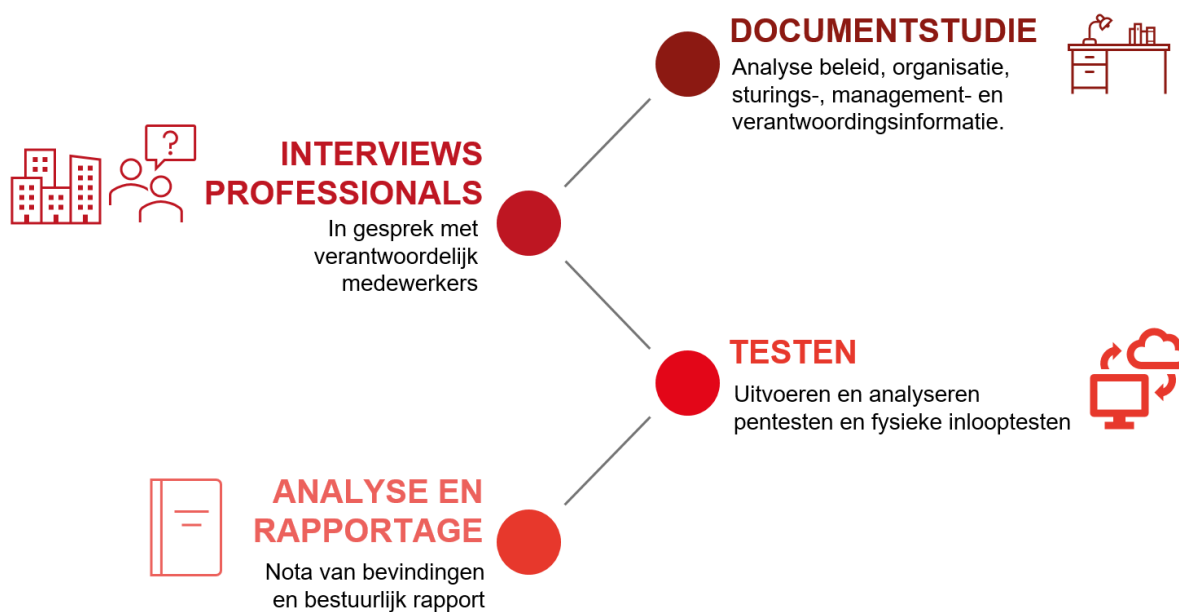 DOCUMENTSTUDIE
Analyse beleid, organisatie,
sturings-, management- en
verantwoordingsinformatie.
?
INTERVIEWS
PROFESSIONALS
In gesprek met
verantwoordelijk
medewerkers
TESTEN
Uitvoeren en analyseren
pentesten en fysieke inlooptesten
ANALYSE EN
RAPPORTAGE
Nota van bevindingen
en bestuurlijk rapport